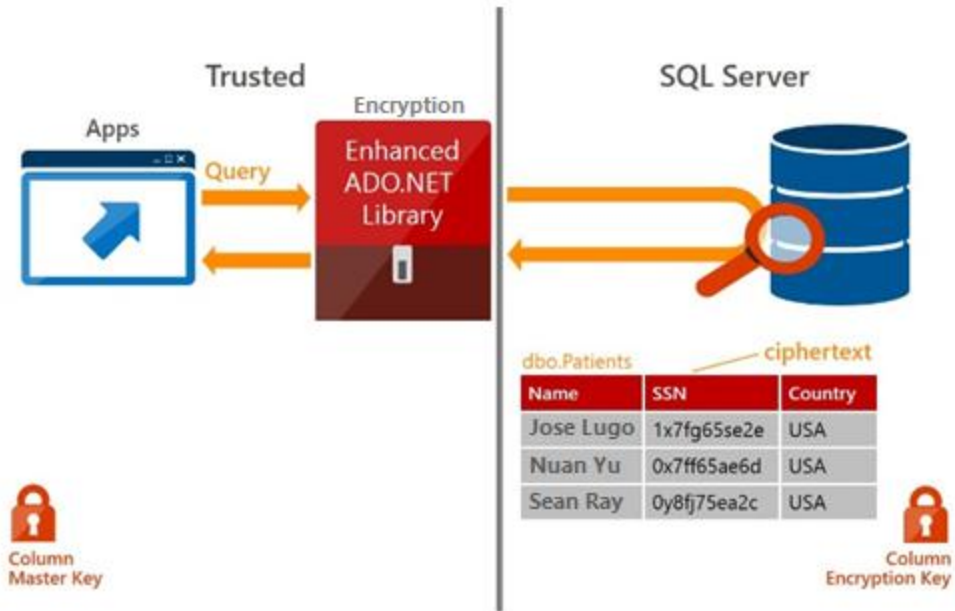 Trusted
SQL Server
Encryption
Apps
Query
Enhanced
ADO.NET
Library
dbo.Patients
ciphertext
Name SSN Country
Jose Lugo 1x7fg65se2e USA
Nuan Yu 0x7ff65ae6d USA
Sean Ray 0y8fj75ea2c USA
Column
Master Key
Column
Encryption Key